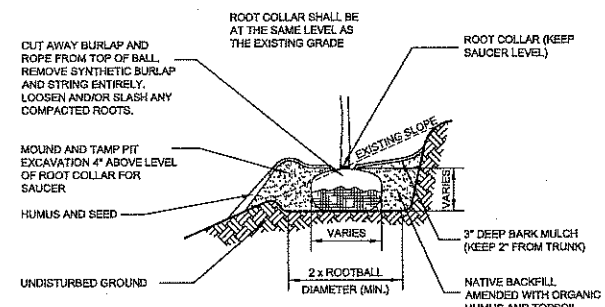 ROOT COLLAR SHALL BE
AT THE SAME LEVEL AS
THE EXISTING GRADE
CUT AWAY BURLAP AND
ROPE FROM TOP OF BALL,
REMOVE SYNTHETIC BURLAP
AND STRING ENTIRELY.
LOOSEN AND/OR SLASH ANY
COMPACTED ROOTS.
MOUND AND TAMP PIT
EXCAVATION 4" ABOVE LEVEL
OF ROOT COLLAR FOR
SAUCER
HUMUS AND SEED
UNDISTURBED GROUND
ROOT COLLAR (KEEP
SAUCER LEVEL)
EXISTING SLOPE
VARIES
VARIES
2 x ROOTBALL
DIAMETER (MIN.)
3" DEEP BARK MULCH
(KEEP 2" FROM TRUNK)
NATIVE BACKFILL
AMENDED WITH ORGANIC
HUMUS AND TOPSOIL